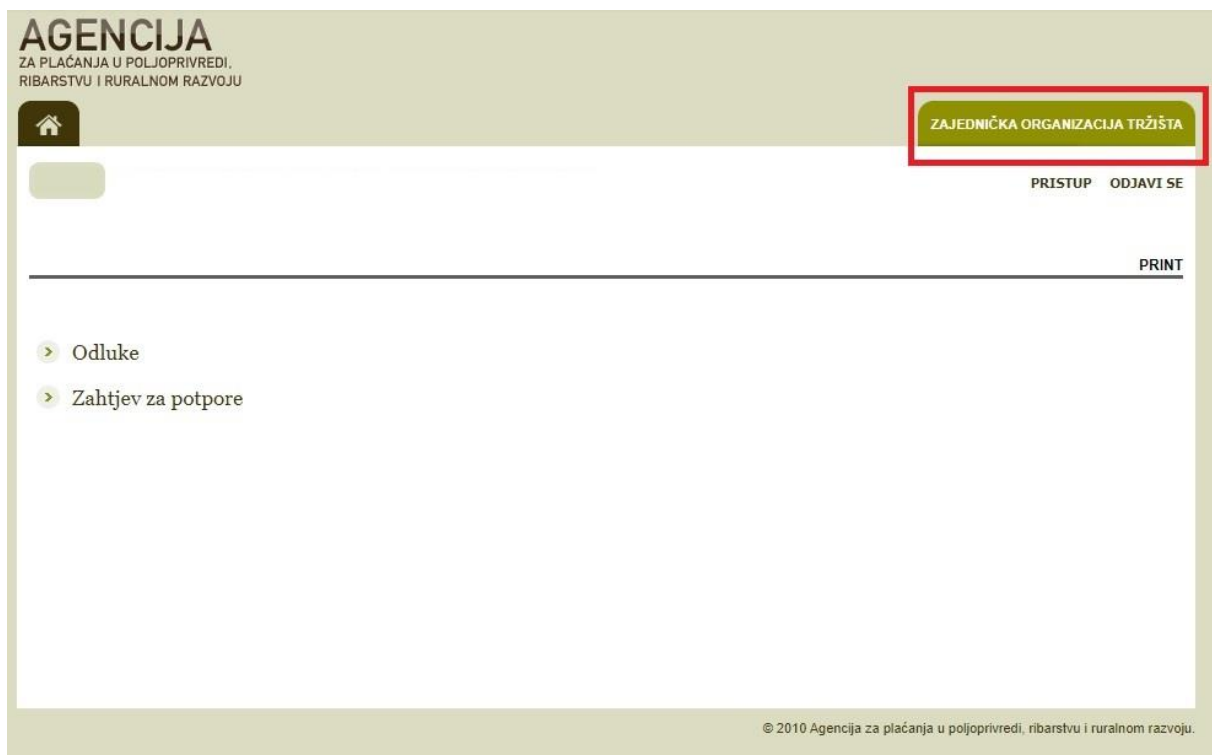 AGENCIJA
ZA PLAĆANJA U POLJOPRIVREDI,
RIBARSTVU I RURALNOM RAZVOJU
ZAJEDNIČKA ORGANIZACIJA TRŽIŠTA
PRISTUP ODJAVI SE
PRINT
Odluke
Zahtjev za potpore
© 2010 Agencija za plaćanja u poljoprivredi, ribarstvu i ruralnom razvoju.